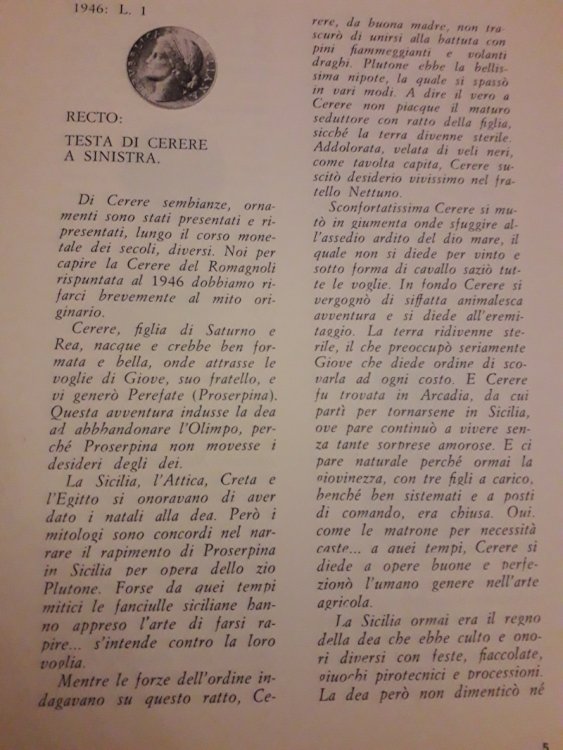 1946: L. 1
RECTO:
TESTA DI CERERE
A SINISTRA.
Di Cerere sembianze, orna-
menti sono stati presentati e ri-
presentati, lungo il corso mone-
tale dei secoli, diversi. Noi per
capire la Cerere del Romagnoli
rispuntata al 1946 dobbiamo ri-
farci brevemente al mito ori-
ginario.
Cerere, figlia di Saturno e
Rea, nacque e crebbe ben for-
mata e bella, onde attrasse le
voglie di Giove, suo fratello, e
vi generò Perefate (Proserpina).
Questa avventura indusse la dea
ad abbbandonare l'Olimpo, per-
ché Proserpina non movesse i
desideri degli dei.
La Sicilia, l'Attica, Creta e
l'Egitto si onoravano di aver
dato i natali alla dea. Però i
mitologi sono concordi nel nar-
rare il rapimento di Proserpina
in Sicilia per opera dello zio
Plutone. Forse da quei tempi
mitici le fanciulle siciliane han-
no appreso l'arte di farsi ra-
pire... s'intende contro la loro
voglia.
Mentre le forze dell'ordine in-
dagavano su questo ratto, Ce-
rere, da buona madre, non tra-
scurò di unirsi alla battuta con
pini fiammeggianti e volanti
draghi. Plutone ebbe la bellis-
sima nipote, la quale si spassò
in vari modi. A dire il vero a
Cerere non piacque il maturo
seduttore con ratto della figlia,
sicché la terra divenne sterile.
Addolorata, velata di veli neri,
come tavolta capita, Cerere su-
scitò desiderio vivissimo nel fra-
tello Nettuno.
Sconfortatissima Cerere si mu-
tò in giumenta onde sfuggire al-
l'assedio ardito del dio mare, il
quale non si diede per vinto e
sotto forma di cavallo saziò tut-
te le voglie. In fondo Cerere si
vergognò di siffatta animalesca
avventura e si diede all'eremi-
taggio. La terra ridivenne ste-
rile, il che preoccupò seriamente
Giove che diede ordine di sco-
varla ad ogni costo. E Cerere
fu trovata in Arcadia, da cui
partì per tornarsene in Sicilia,
ove pare continuò a vivere sen-
za tante sorprese amorose. E ci
pare naturale perché ormai la
giovinezza, con tre figli a carico,
benché ben sistemati e a posti
di comando, era chiusa. Qui,
come le matrone per necessità
caste... a quei tempi, Cerere si
diede a opere buone e perfe-
zionò l'umano genere nell'arte
agricola.
La Sicilia ormai era il regno
della dea che ebbe culto e ono-
ri diversi con feste, fiaccolate,
giuochi pirotecnici e processioni.
La dea però non dimenticò né
5